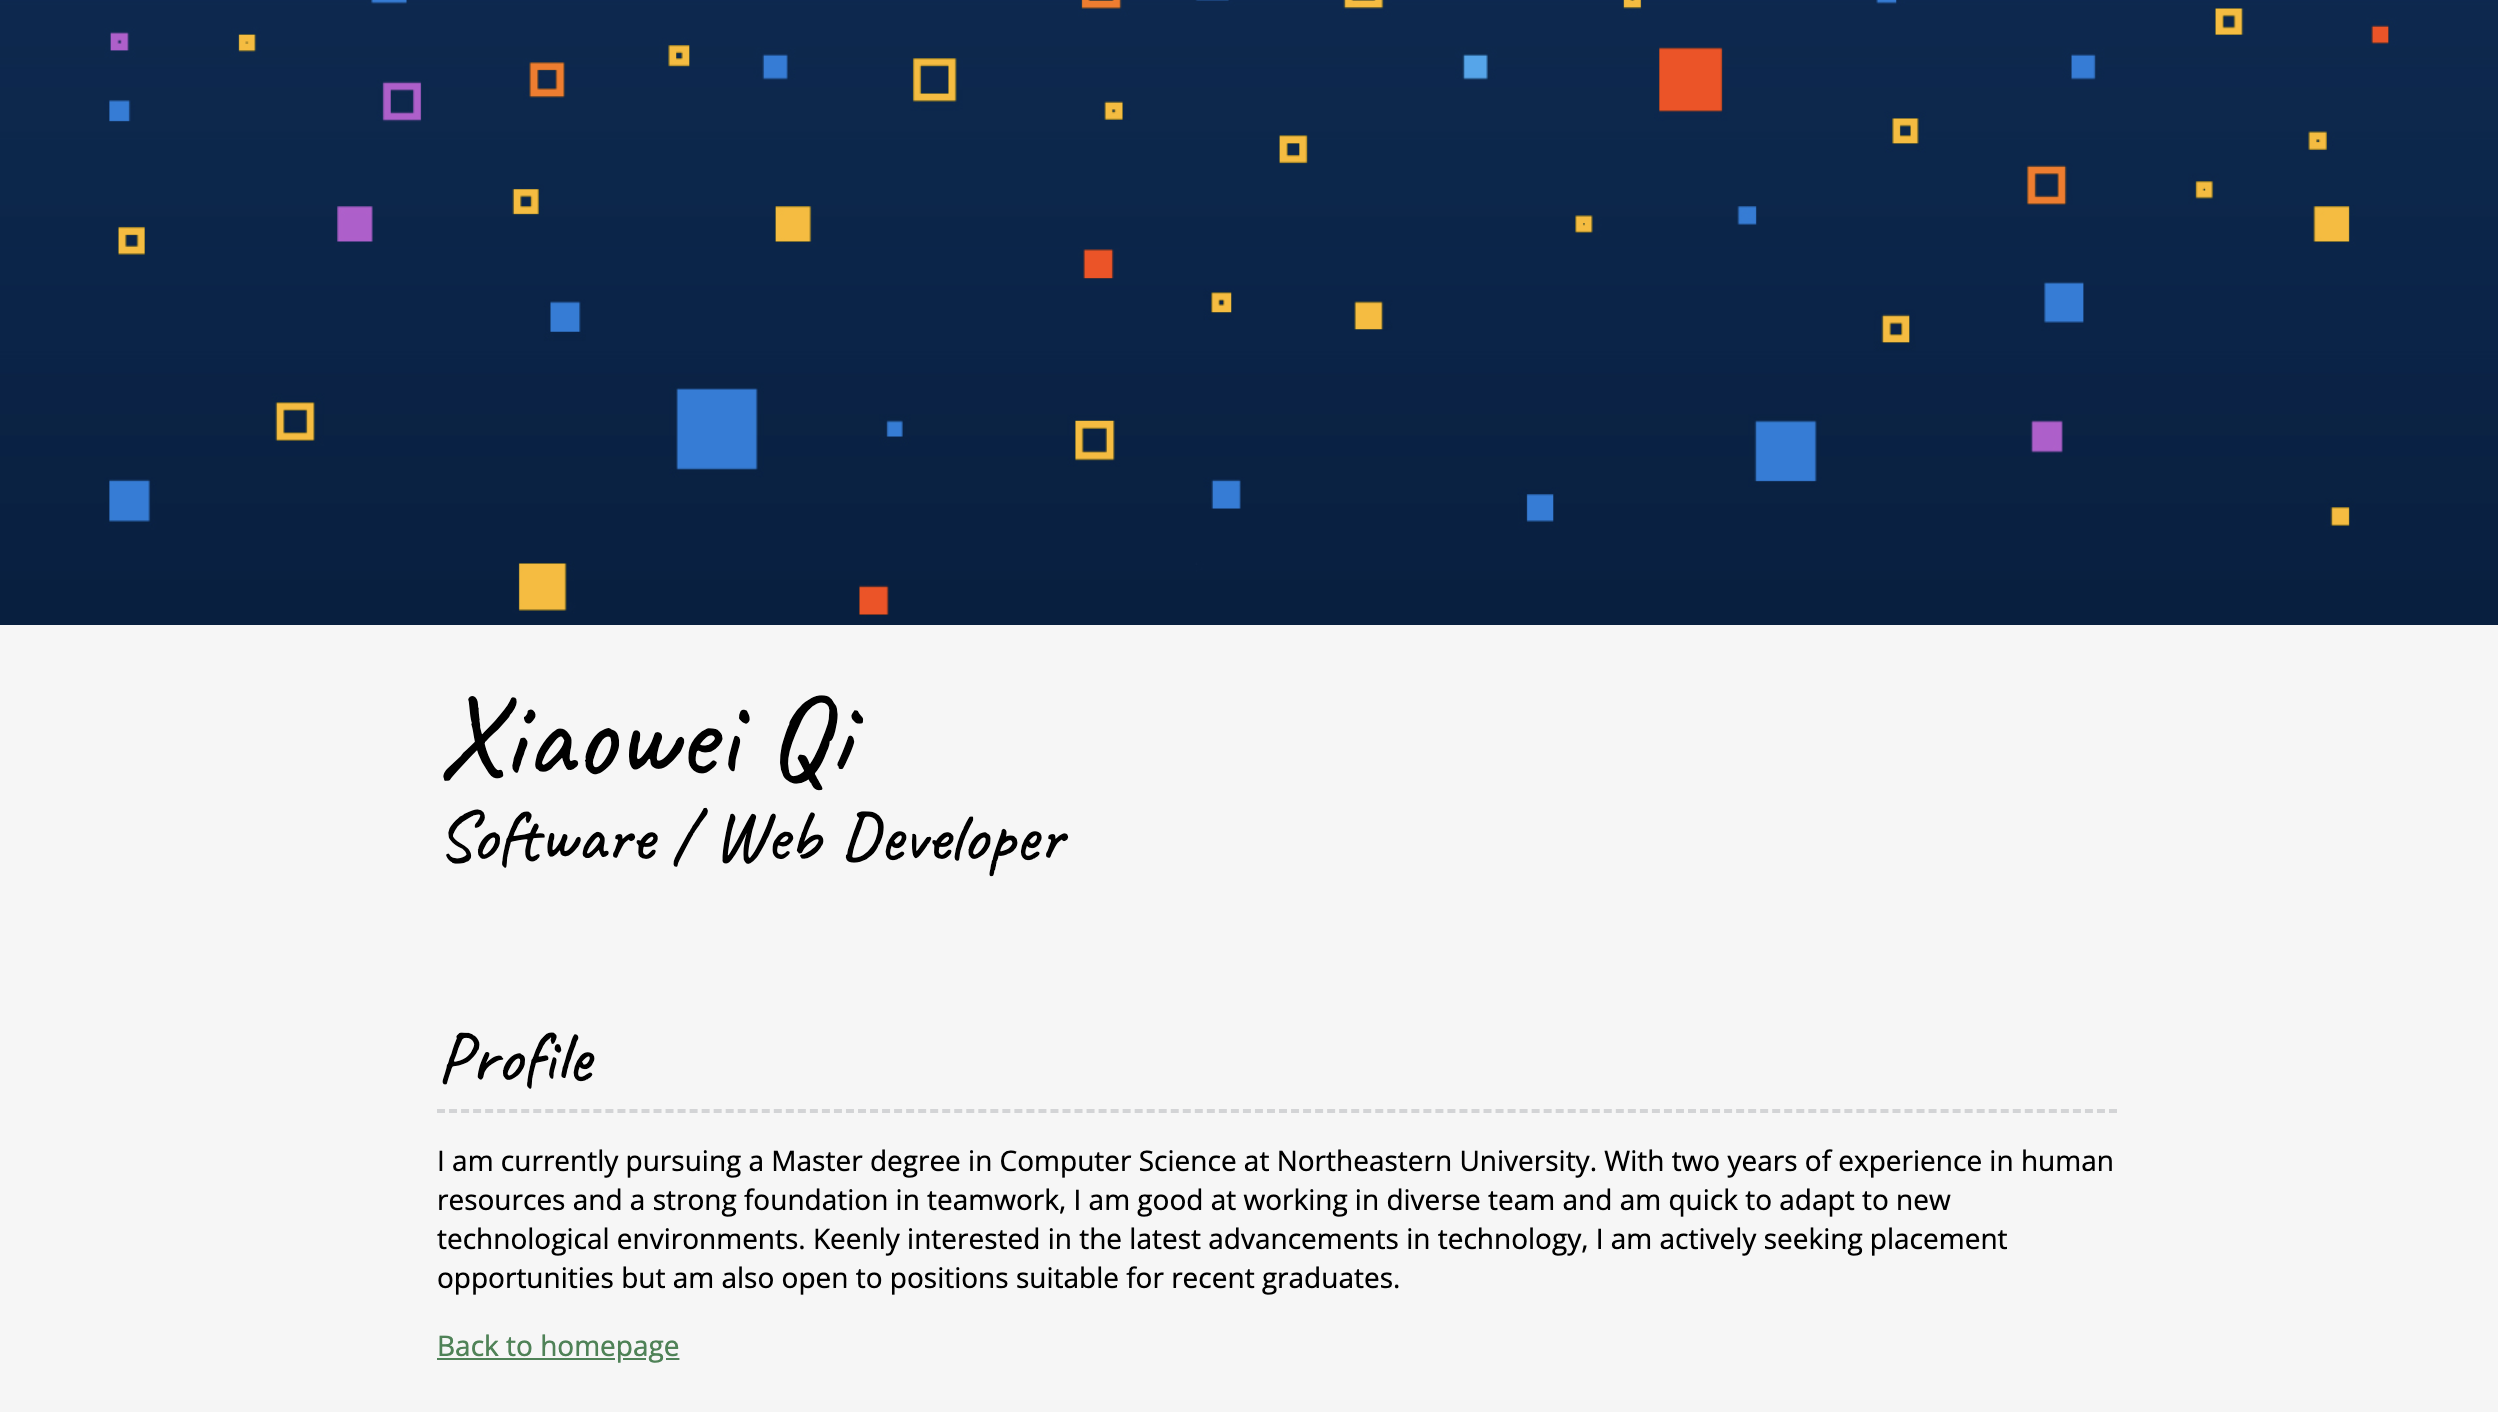 Xiaowei Qi
Software / Web Developer
Profile
I am currently pursuing a Master degree in Computer Science at Northeastern University. With two years of experience in human
resources and a strong foundation in teamwork, I am good at working in diverse team and am quick to adapt to new
technological environments. Keenly interested in the latest advancements in technology, I am actively seeking placement
opportunities but am also open to positions suitable for recent graduates.
Back to homepage